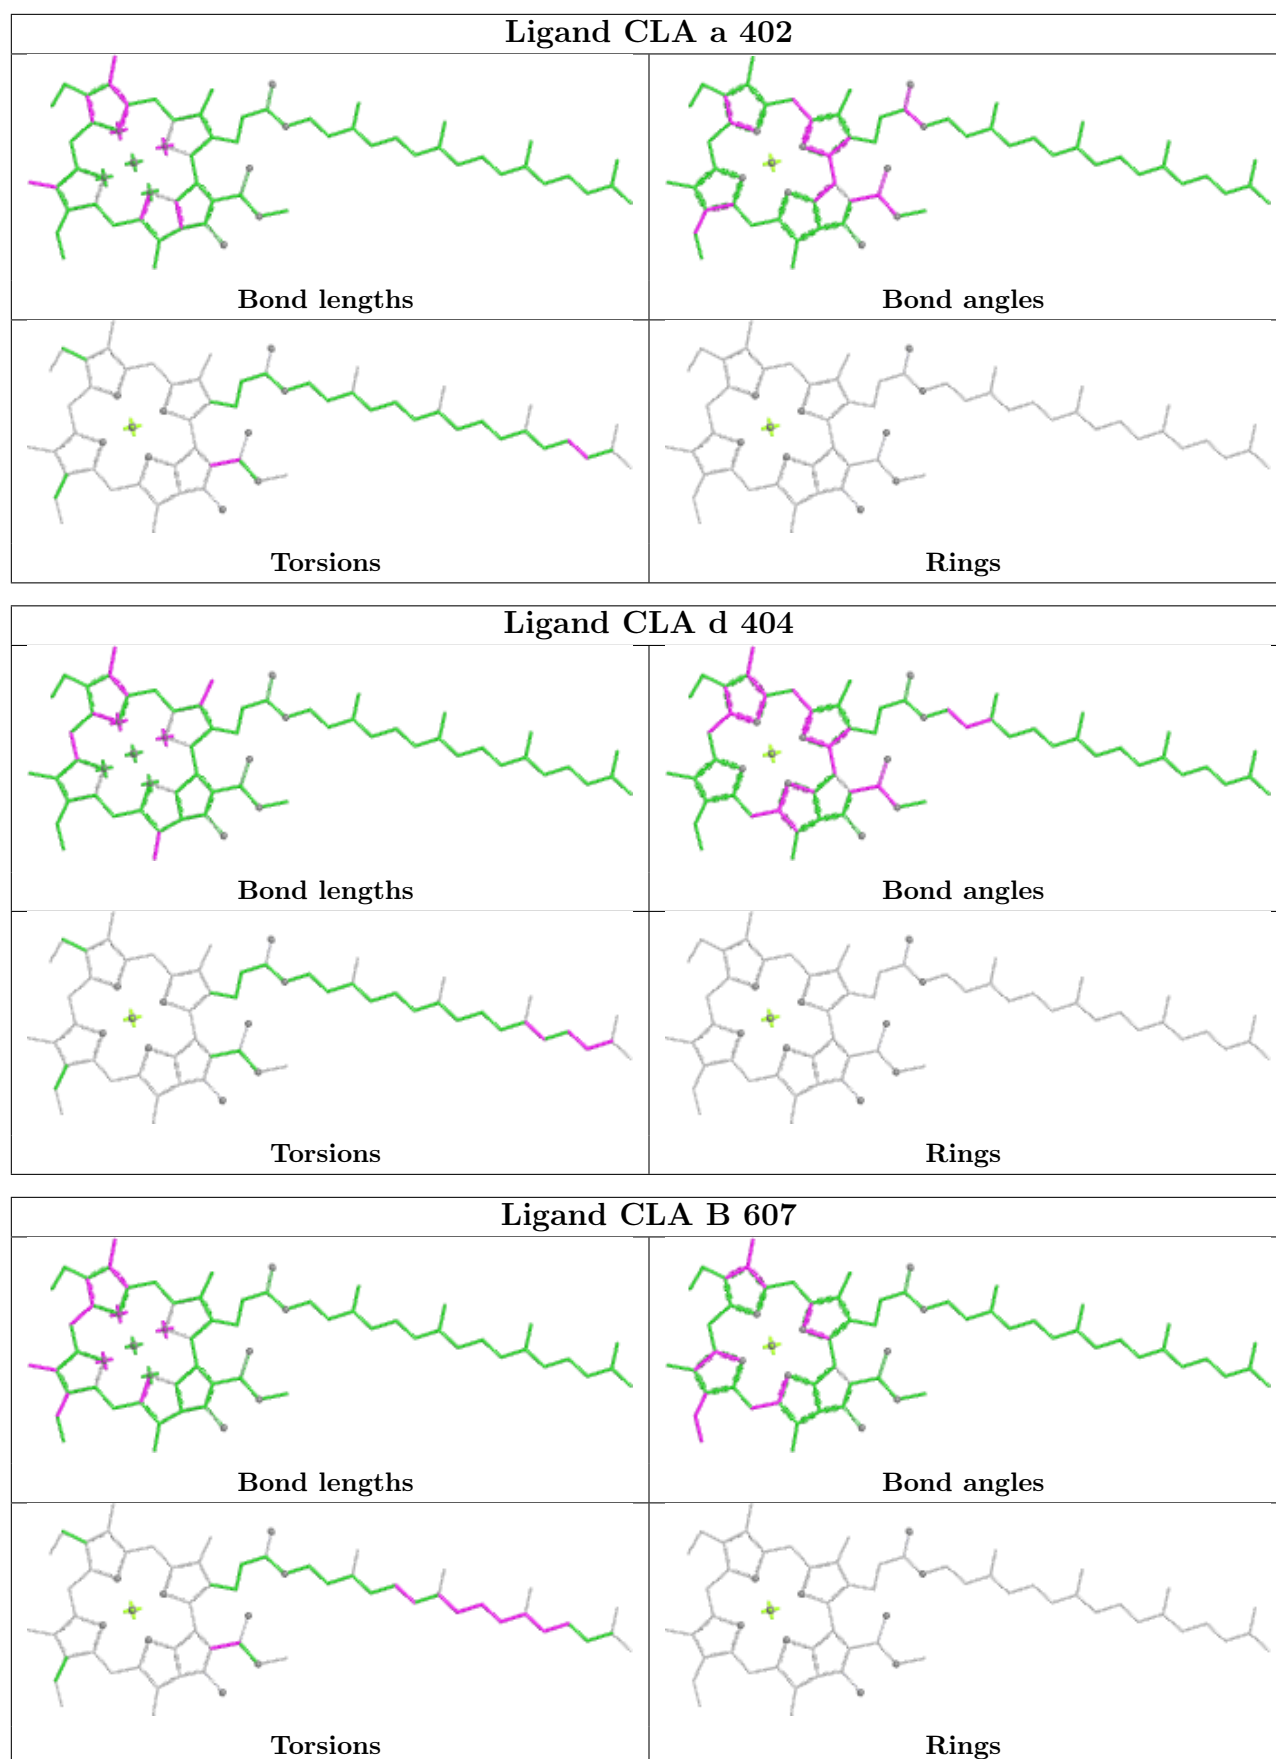 Ligand CLA a 402
Bond lengths
Bond angles
Torsions
Rings
Ligand CLA d 404
Bond lengths
Bond angles
Torsions
Rings
Ligand CLA B 607
Bond lengths
Bond angles
Torsions
Rings